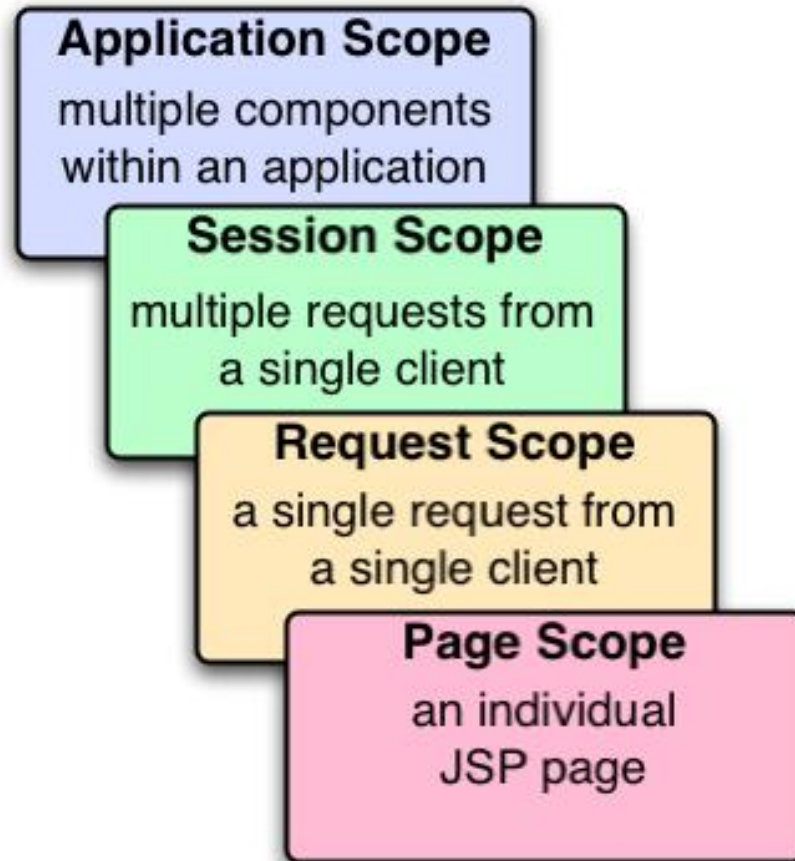 Application Scope
multiple components
within an application
Session Scope
multiple requests from
a single client
Request Scope
a single request from
a single client
Page Scope
an individual
JSP page